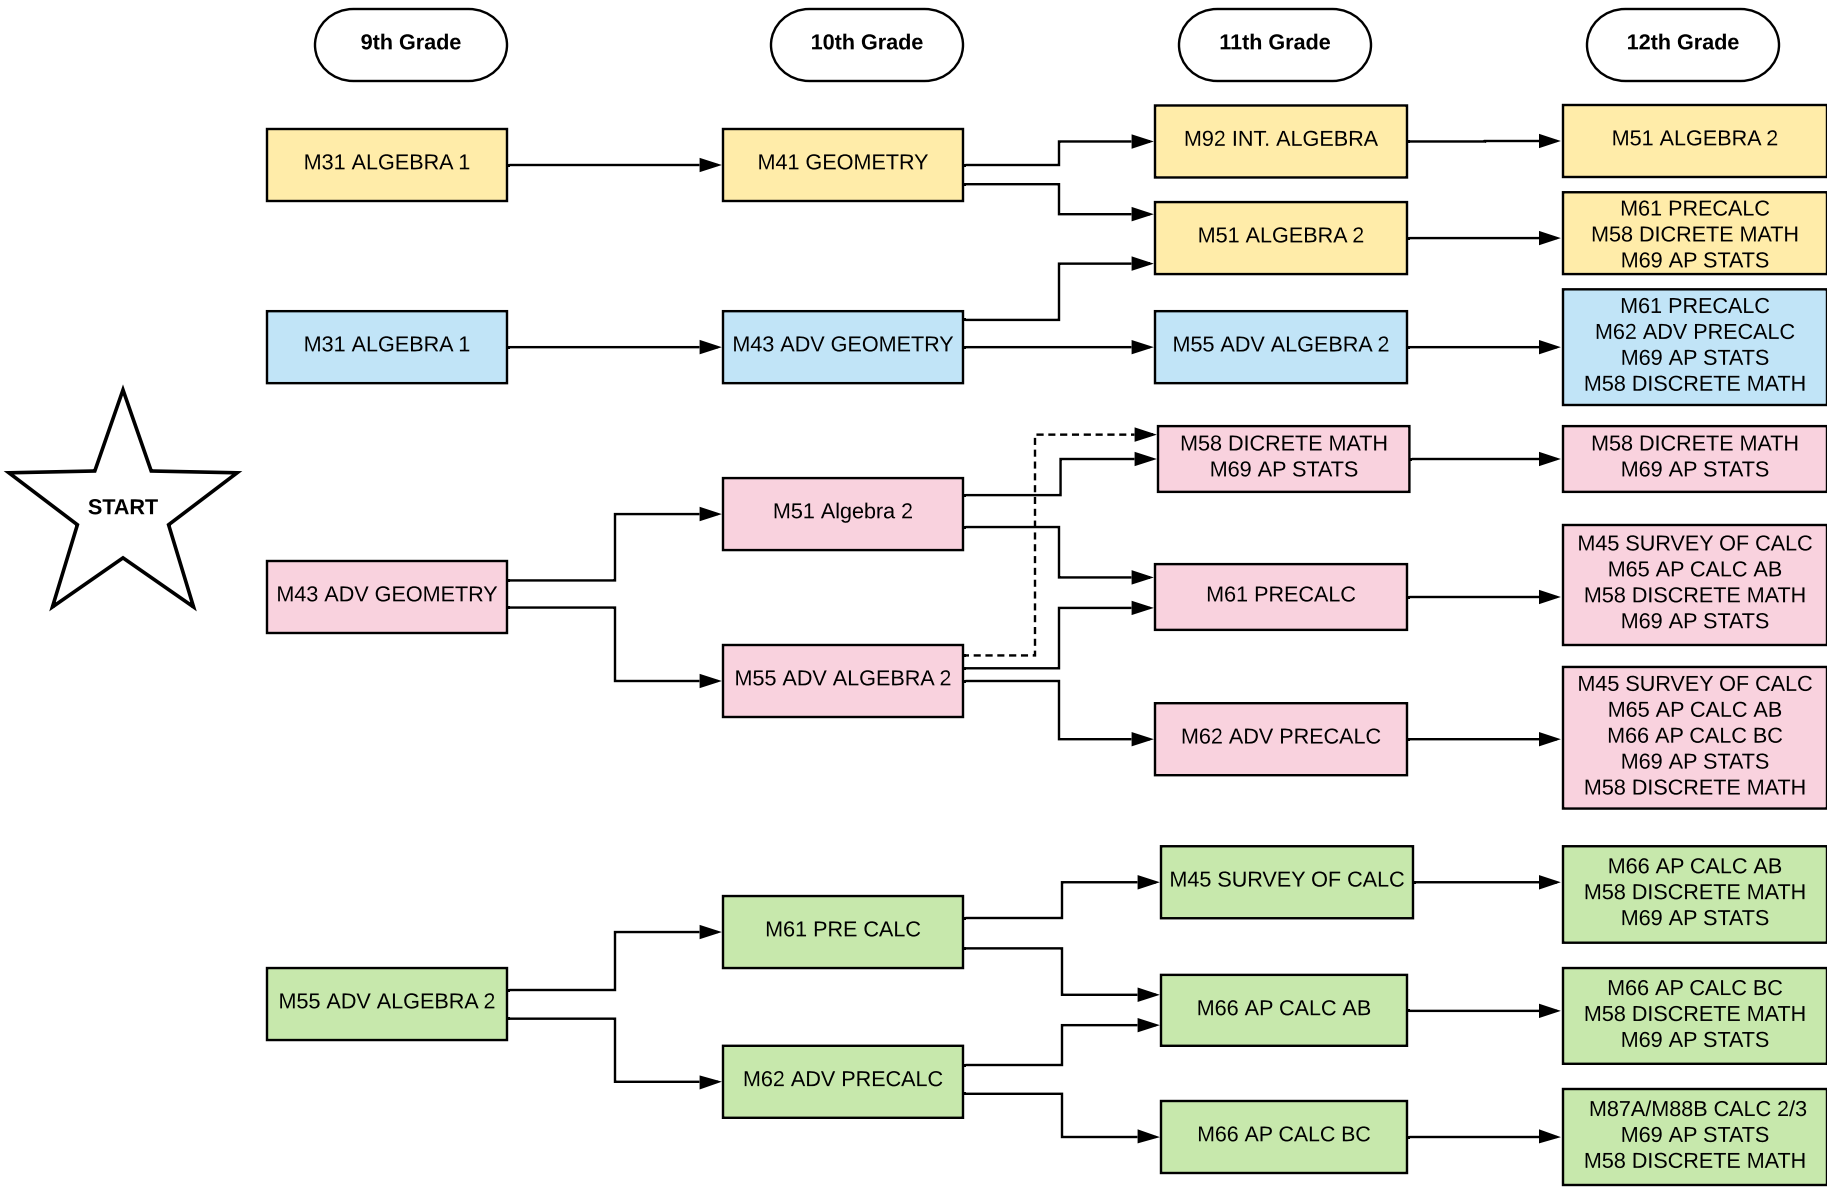 9th Grade
10th Grade
11th Grade
12th Grade
M31 ALGEBRA 1
M41 GEOMETRY
M92 INT. ALGEBRA
M51 ALGEBRA 2
M51 ALGEBRA 2
M61 PRECALC
M58 DICRETE MATH
M69 AP STATS
M31 ALGEBRA 1
M43 ADV GEOMETRY
M55 ADV ALGEBRA 2
M61 PRECALC
M62 ADV PRECALC
M69 AP STATS
M58 DISCRETE MATH
START
M43 ADV GEOMETRY
M51 Algebra 2
M55 ADV ALGEBRA 2
M58 DICRETE MATH
M69 AP STATS
M58 DICRETE MATH
M69 AP STATS
M61 PRECALC
M45 SURVEY OF CALC
M65 AP CALC AB
M58 DISCRETE MATH
M69 AP STATS
M62 ADV PRECALC
M45 SURVEY OF CALC
M65 AP CALC AB
M66 AP CALC BC
M69 AP STATS
M58 DISCRETE MATH
M55 ADV ALGEBRA 2
M61 PRE CALC
M62 ADV PRECALC
M45 SURVEY OF CALC
M66 AP CALC AB
M58 DISCRETE MATH
M69 AP STATS
M66 AP CALC AB
M66 AP CALC BC
M58 DISCRETE MATH
M69 AP STATS
M66 AP CALC BC
M87A/M88B CALC 2/3
M69 AP STATS
M58 DISCRETE MATH